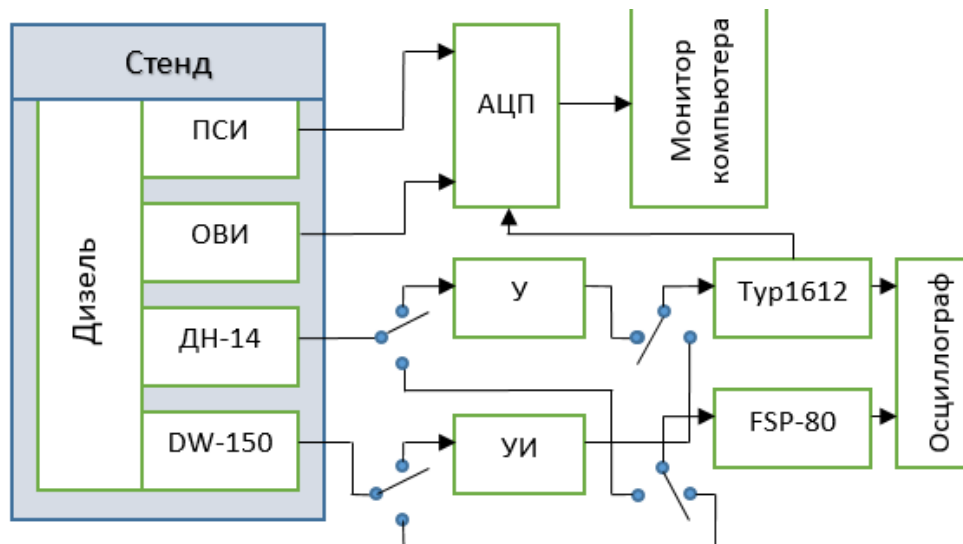 Стенд
Дизель
ПСИ
ОВИ
ДН-14
DW-150
АЦП
Монитор
компьютера
У
УИ
Typ1612
FSP-80
Осциллограф